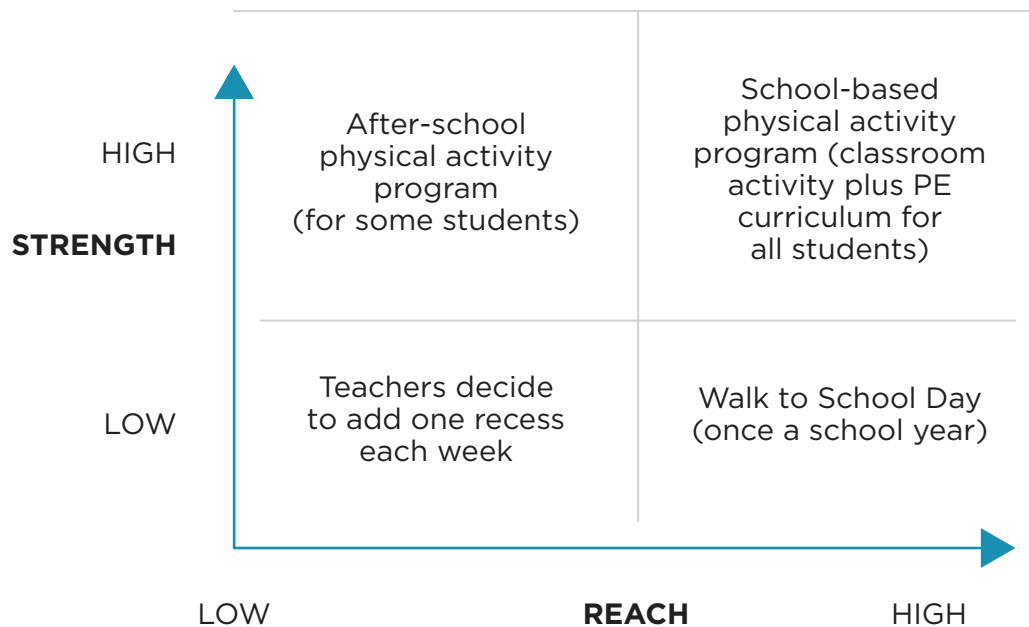 HIGH
STRENGTH
LOW
After-school
physical activity
program
(for some students)
School-based
physical activity
program (classroom
activity plus PE
curriculum for
all students)
Teachers decide
to add one recess
each week
Walk to School Day
(once a school year)
LOW
REACH
HIGH